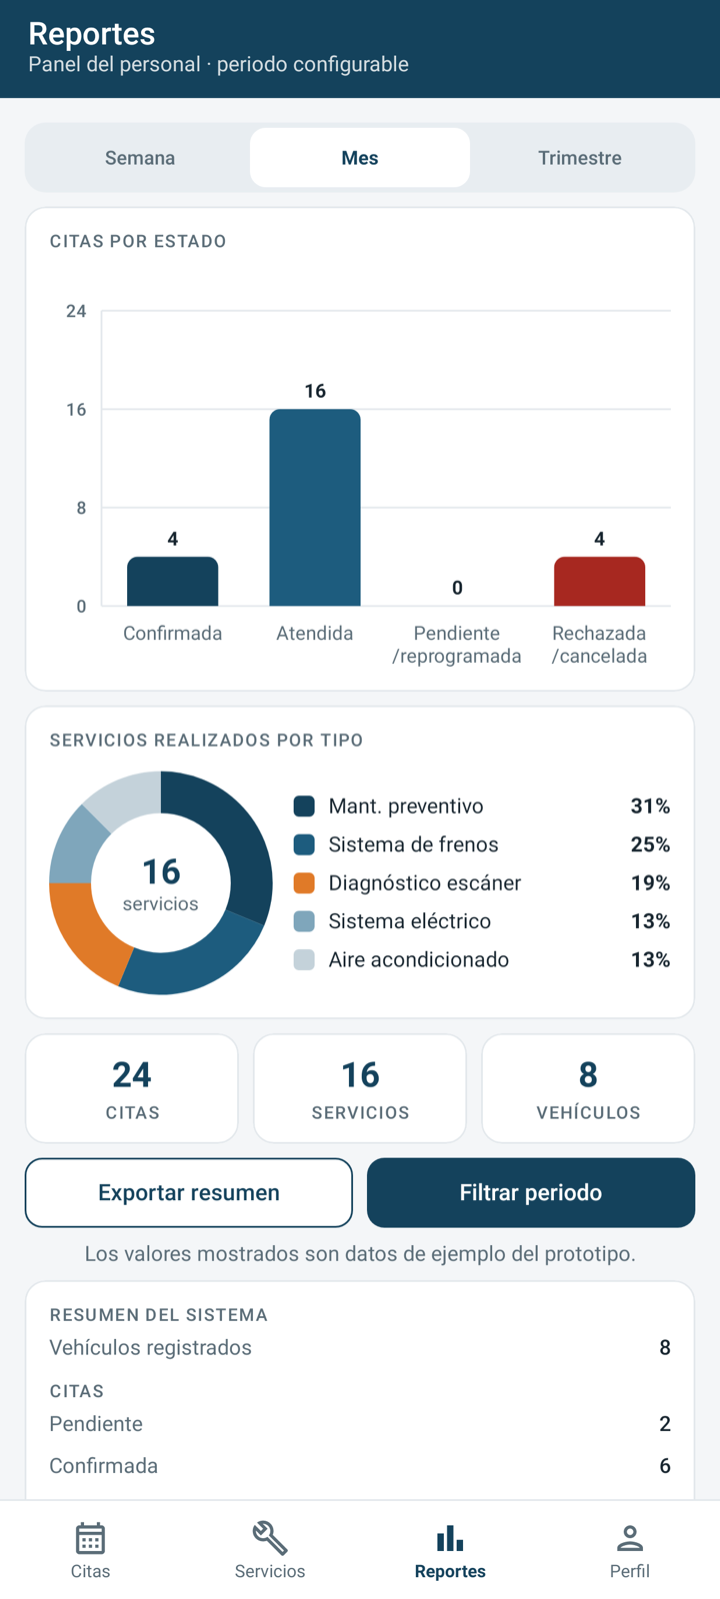 Reportes
Panel del personal · periodo configurable
Semana
Mes
Trimestre
CITAS POR ESTADO
24
16
8
0
4
16
0
4
Confirmada
Atendida
Pendiente
/reprogramada
Rechazada
/cancelada
SERVICIOS REALIZADOS POR TIPO
16
servicios
Mant. preventivo 31%
Sistema de frenos 25%
Diagnóstico escáner 19%
Sistema eléctrico 13%
Aire acondicionado 13%
24
CITAS
16
SERVICIOS
8
VEHÍCULOS
Exportar resumen
Filtrar periodo
Los valores mostrados son datos de ejemplo del prototipo.
RESUMEN DEL SISTEMA
Vehículos registrados 8
CITAS
Pendiente 2
Confirmada 6
Citas
Servicios
Reportes
Perfil